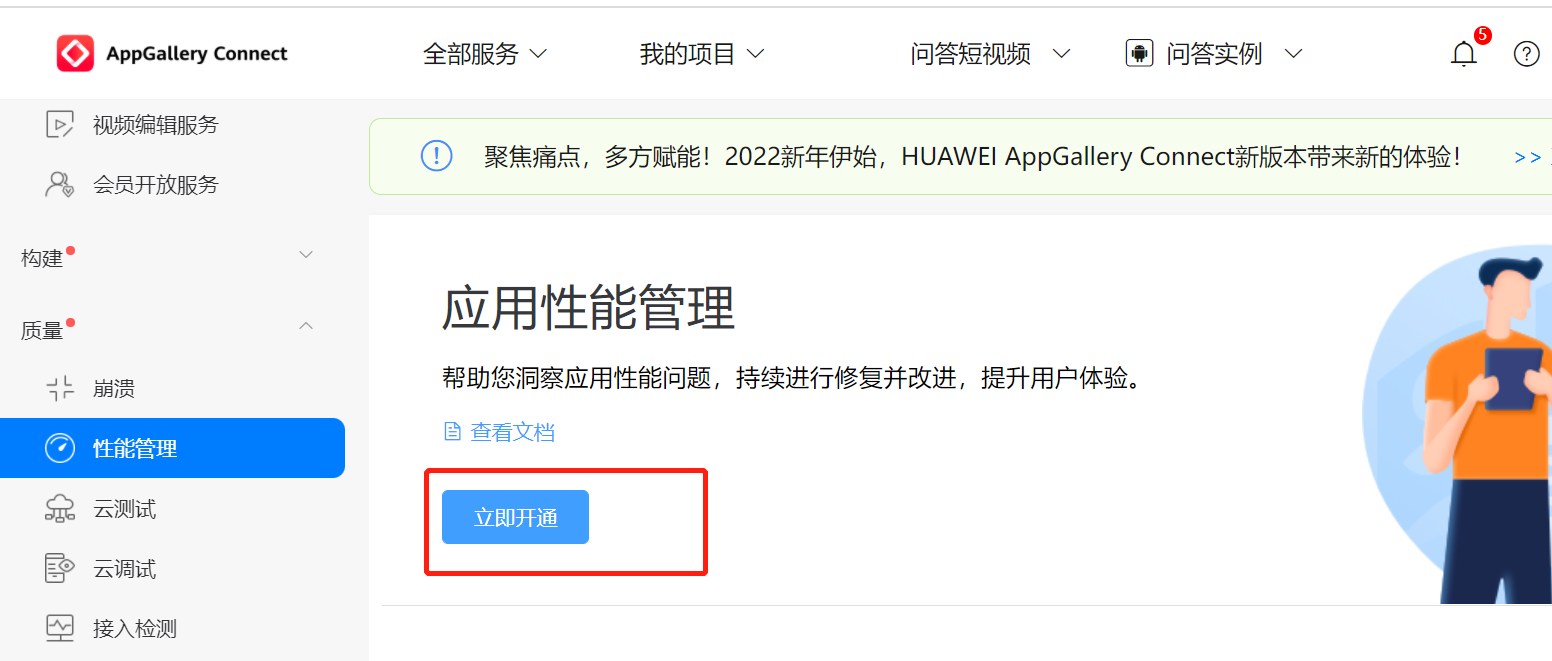 AppGallery Connect
全部服务
我的项目
问答短视频
问答实例
5
视频编辑服务
会员开放服务
构建
质量
崩溃
性能管理
云测试
云调试
接入检测
聚焦痛点，多方赋能！2022新年伊始，HUAWEI AppGallery Connect新版本带来新的体验！ >>
应用性能管理
帮助您洞察应用性能问题，持续进行修复并改进，提升用户体验。
查看文档
立即开通